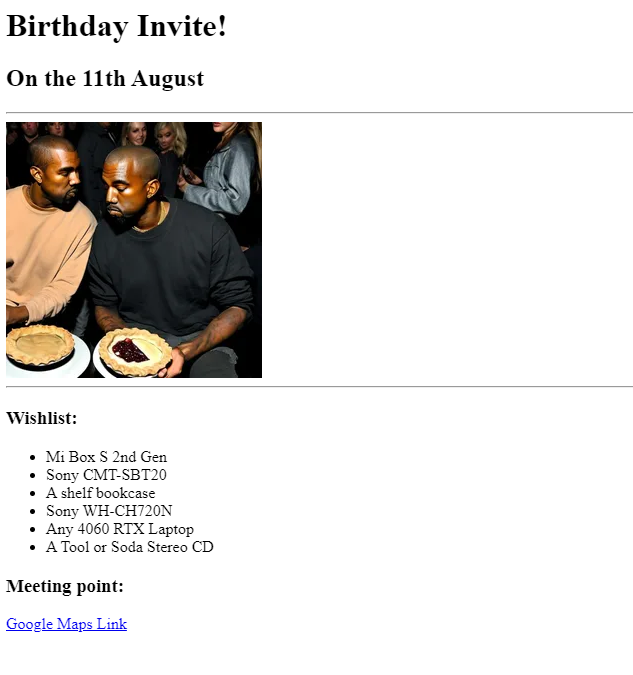 Birthday Invite!
On the 11th August
Wishlist:
Mi Box S 2nd Gen
Sony CMT-SBT20
A shelf bookcase
Sony WH-CH720N
Any 4060 RTX Laptop
A Tool or Soda Stereo CD
Meeting point:
Google Maps Link